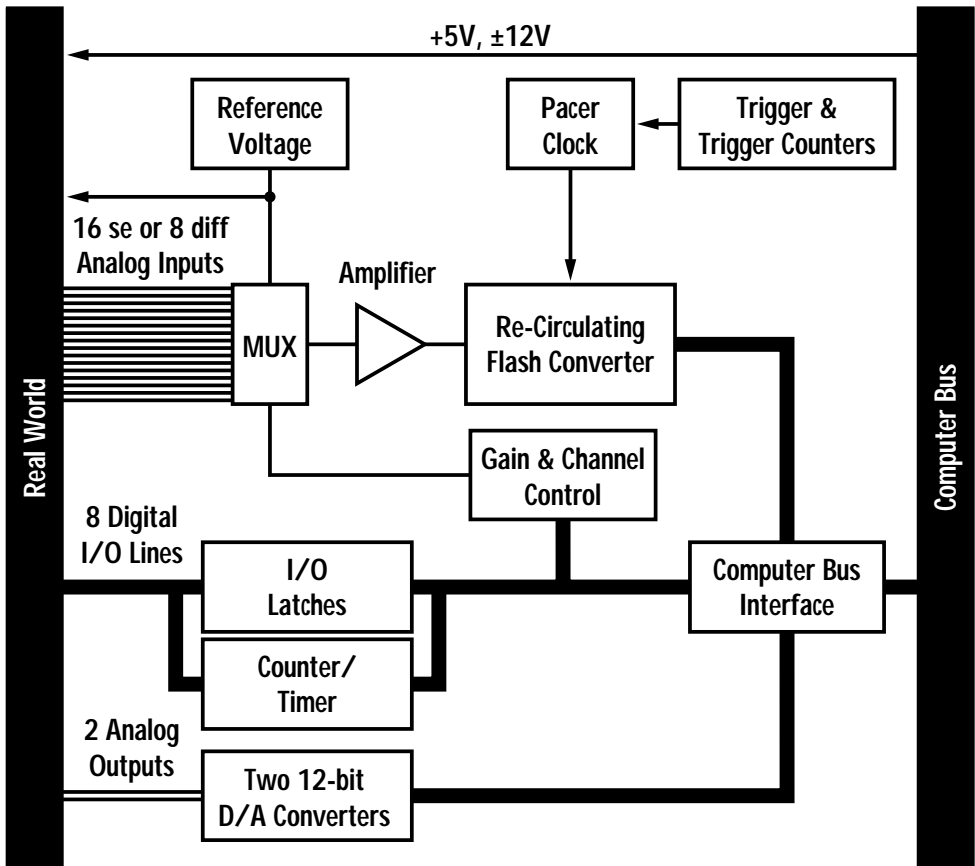 +5V, ±12V
Reference
Voltage
Pacer
Clock
Trigger &
Trigger Counters
16 se or 8 diff
Analog Inputs
Amplifier
MUX
Re-Circulating
Flash Converter
Real World
Computer Bus
Gain & Channel
Control
8 Digital
I/O Lines
I/O
Latches
Computer Bus
Interface
Counter/
Timer
2 Analog
Outputs
Two 12-bit
D/A Converters